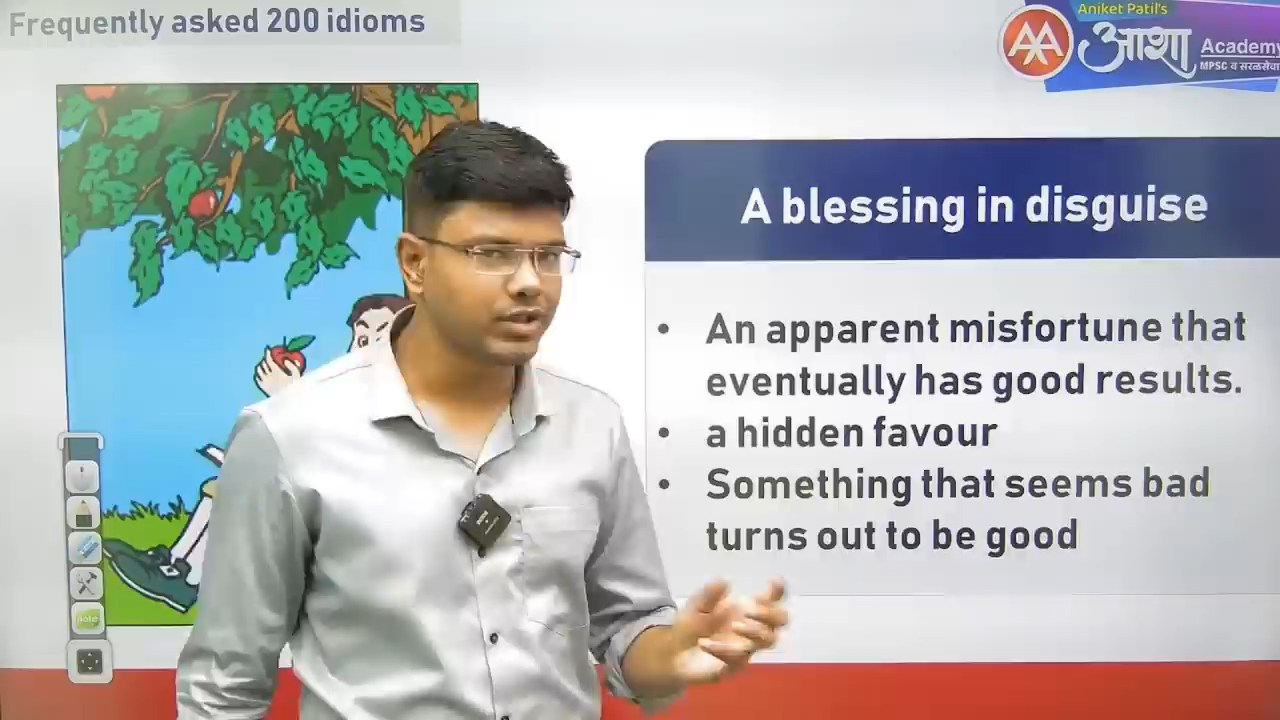 Frequently asked 200 idioms
Aniket Patil's
आशा
Academy
MPSC व सरळसेवा
A blessing in disguise
• An apparent misfortune that
eventually has good results.
• a hidden favour
• Something that seems bad
turns out to be good